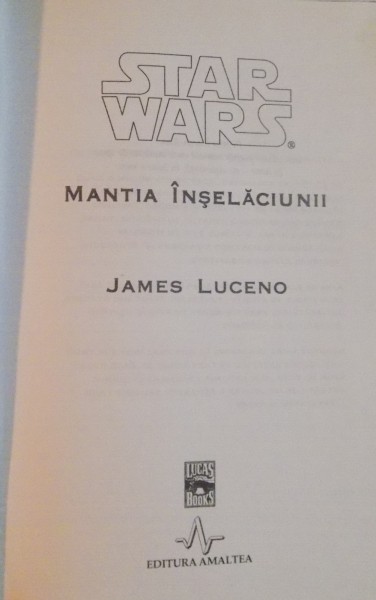 STAR
WARS®
MANTIA ÎNŞELĂCIUNII
JAMES LUCENO
LUCAS
BOOKS
EDITURA AMALTEA